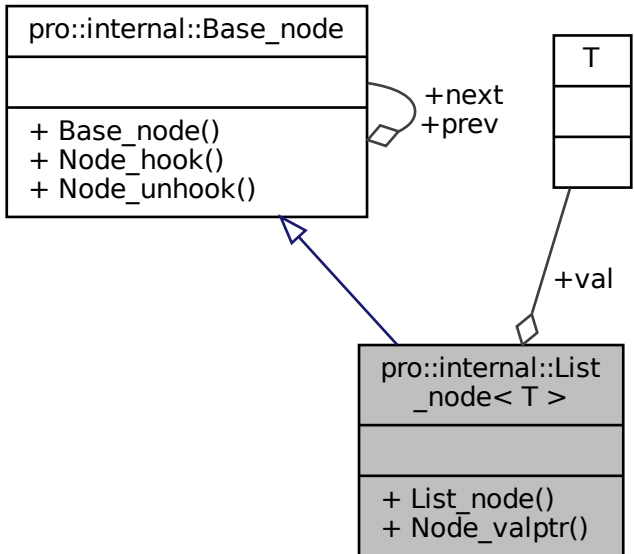 pro::internal::Base_node
+ Base_node()
+ Node_hook()
+ Node_unhook()
+next
+prev
T
+val
pro::internal::List
_node< T >
+ List_node()
+ Node_valptr()